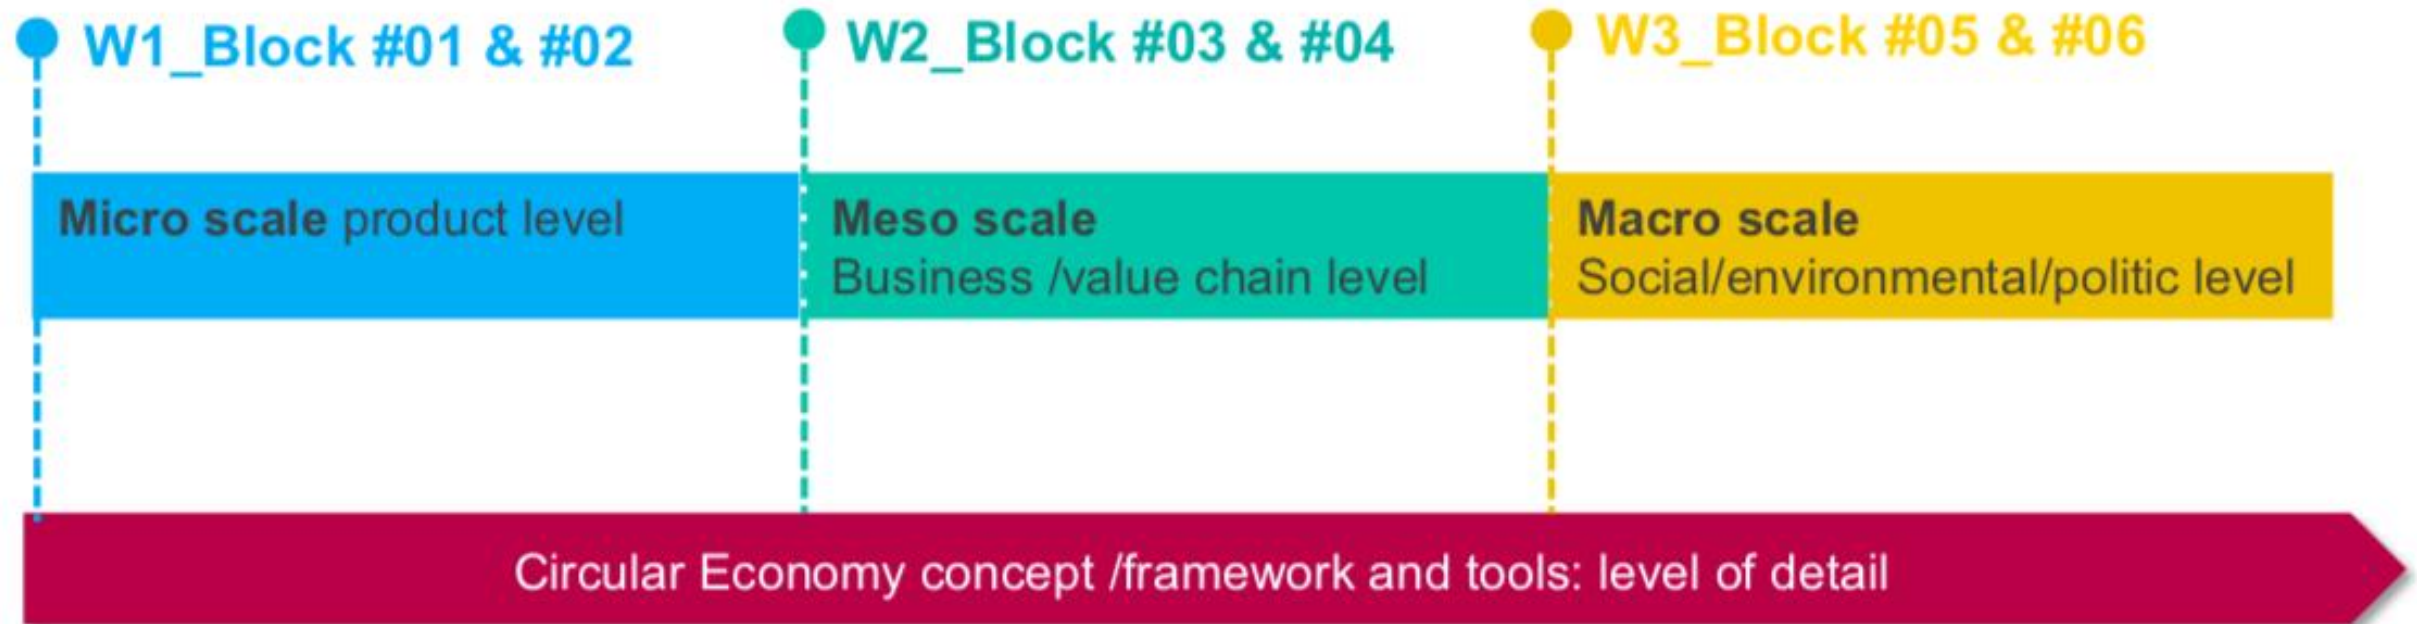 W1_Block #01 & #02
W2_Block #03 & #04
W3_Block #05 & #06
Micro scale product level
Meso scale
Business /value chain level
Macro scale
Social/environmental/politic level
Circular Economy concept /framework and tools: level of detail